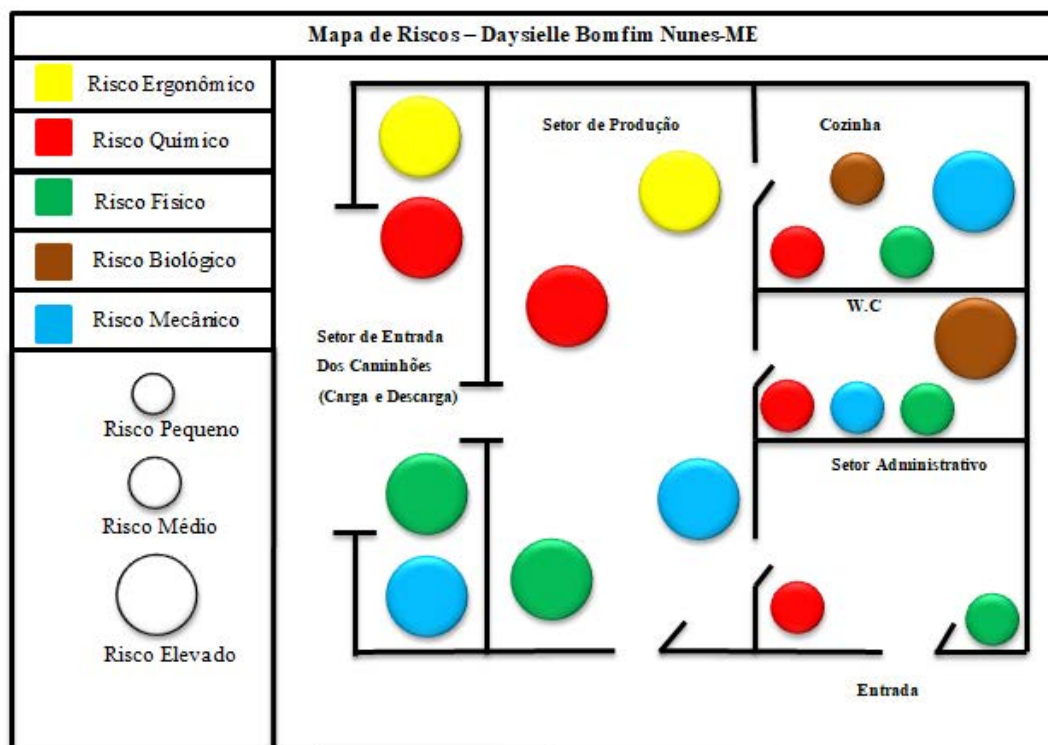 Mapa de Riscos – Daysielle Bomfim Nunes-ME
Risco Ergonômico
Risco Químico
Risco Físico
Risco Biológico
Risco Mecânico
Risco Pequeno
Risco Médio
Risco Elevado
Setor de Produção
Cozinha
W.C
Setor de Entrada
Dos Caminhões
(Carga e Descarga)
Setor Administrativo
Entrada